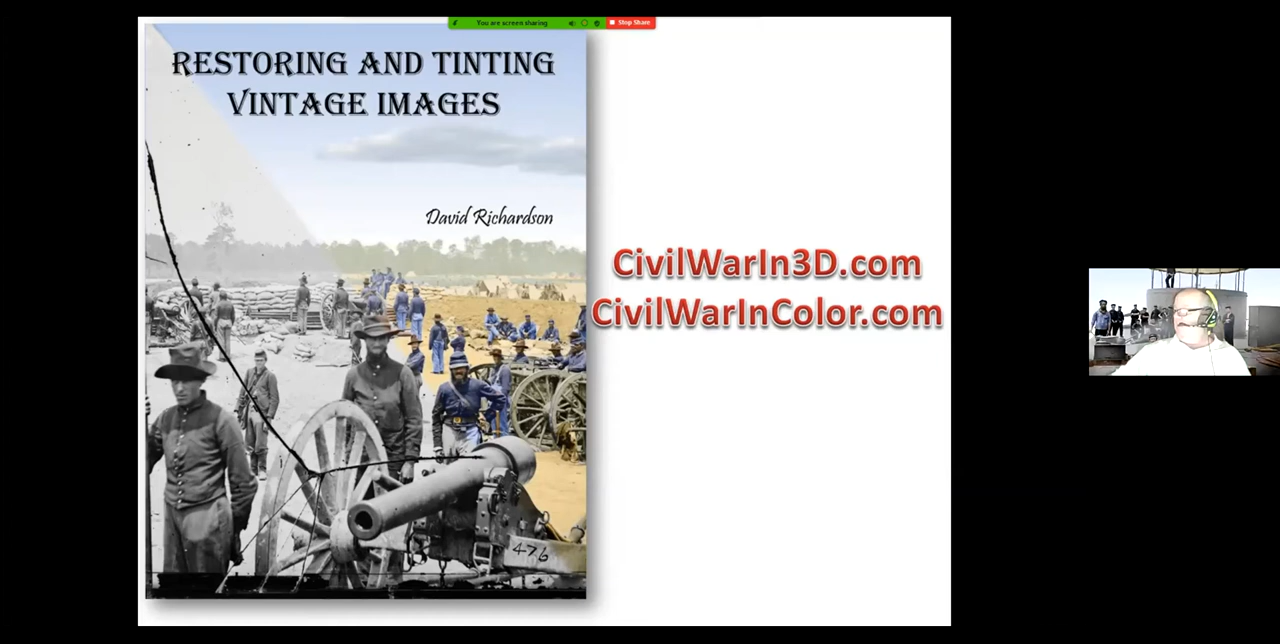 You are screen sharing
Stop Share
RESTORING AND TINTING
VINTAGE IMAGES
David Richardson
CivilWarIn3D.com
CivilWarInColor.com
476